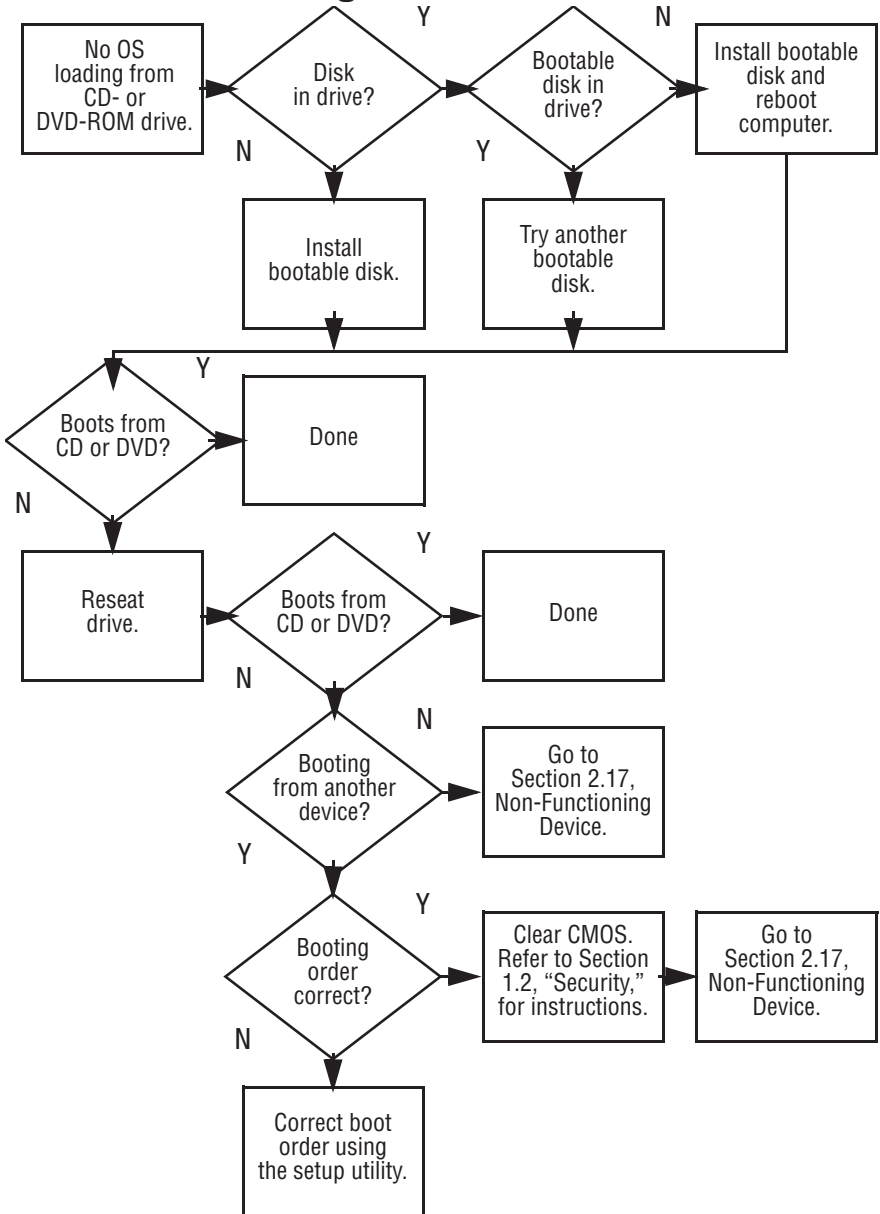 Y
N
No OS
loading from
CD- or
DVD-ROM drive.
Disk
in drive?
Bootable
disk in
drive?
Install bootable
disk and
reboot
computer.
N
Y
Install
bootable disk.
Try another
bootable
disk.
Y
Boots from
CD or DVD?
Done
N
Reseat
drive.
Y
Boots from
CD or DVD?
Done
N
N
Booting
from another
device?
Go to
Section 2.17,
Non-Functioning
Device.
Y
Y
Booting
order
correct?
Clear CMOS.
Refer to Section
1.2, “Security,”
for instructions.
Go to
Section 2.17,
Non-Functioning
Device.
N
Correct boot
order using
the setup utility.